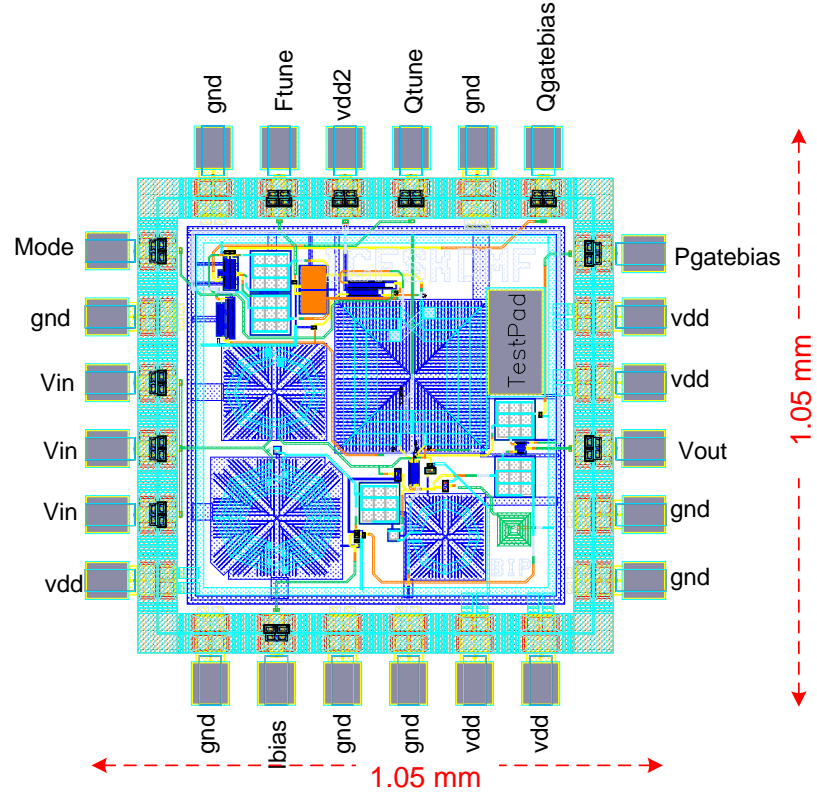 gnd
Ftune
vdd2
Qtune
gnd
Qgatebias
Mode
Pgatebias
gnd
vdd
TestPad
Vin
vdd
Vin
Vout
1.05 mm
Vin
gnd
vdd
gnd
gnd
Ibias
gnd
gnd
vdd
vdd
1.05 mm